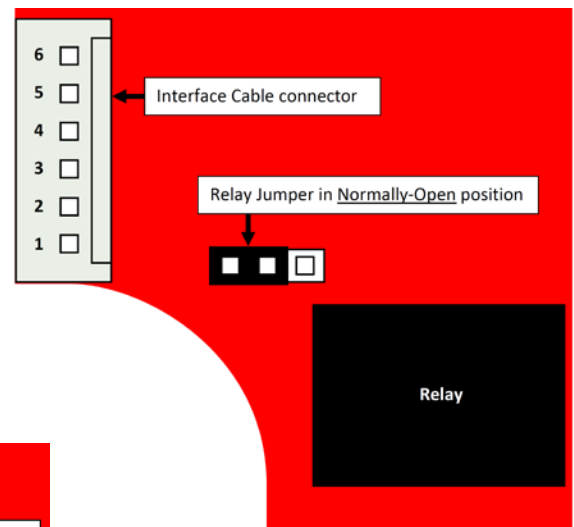 6
5
Interface Cable connector
4
3
Relay Jumper in Normally-Open position
2
1
Relay